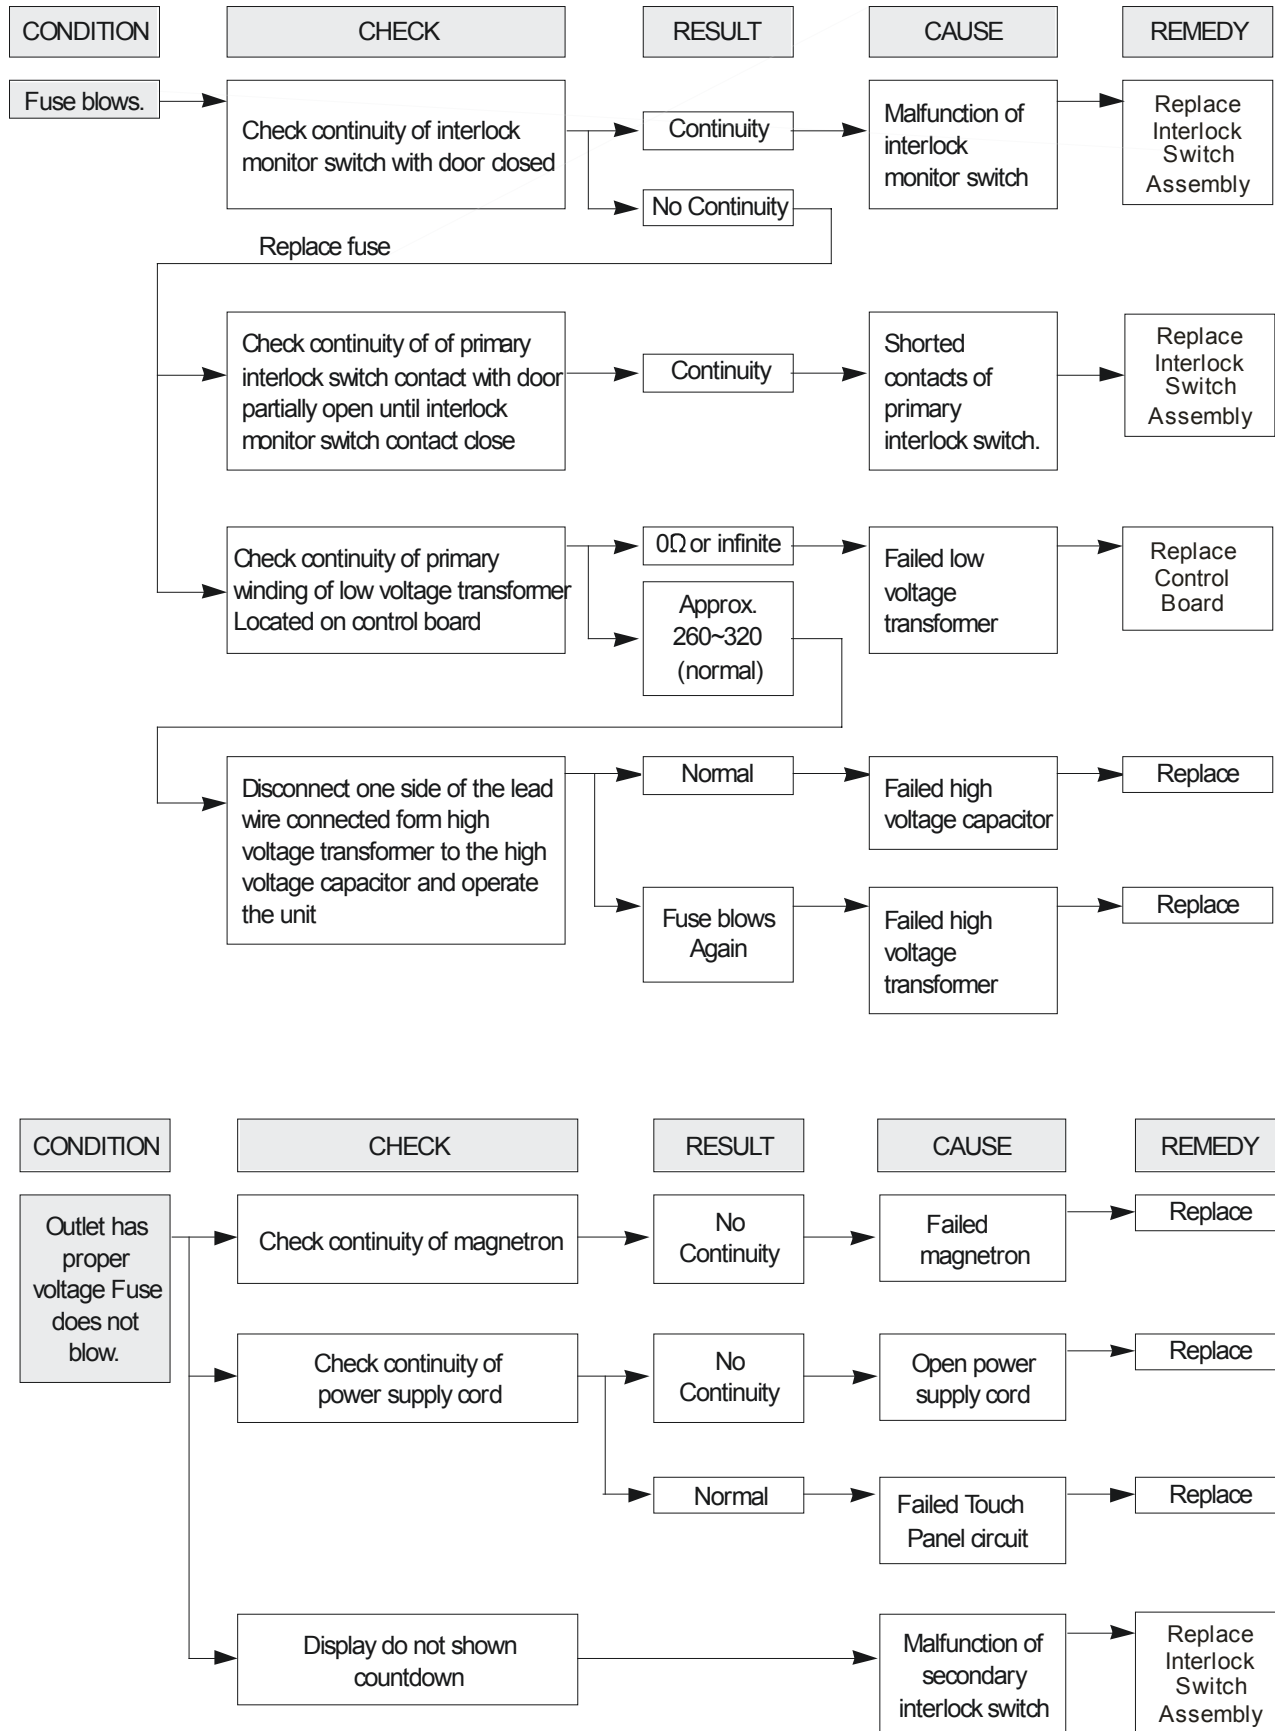 CONDITION
CHECK
RESULT
CAUSE
REMEDY
Fuse blows.
Check continuity of interlock
monitor switch with door closed
Continuity
Malfunction of
interlock
monitor switch
Replace
Interlock
Switch
Assembly
No Continuity
Replace fuse
Check continuity of of primary
interlock switch contact with door
partially open until interlock
monitor switch contact close
Continuity
Shorted
contacts of
primary
interlock switch.
Replace
Interlock
Switch
Assembly
Check continuity of primary
winding of low voltage transformer
Located on control board
0Ω or infinite
Failed low
voltage
transformer
Replace
Control
Board
Approx.
260~320
(normal)
Disconnect one side of the lead
wire connected form high
voltage transformer to the high
voltage capacitor and operate
the unit
Normal
Failed high
voltage capacitor
Replace
Fuse blows
Again
Failed high
voltage
transformer
Replace
CONDITION
CHECK
RESULT
CAUSE
REMEDY
Outlet has
proper
voltage Fuse
does not
blow.
Check continuity of magnetron
No
Continuity
Failed
magnetron
Replace
Check continuity of
power supply cord
No
Continuity
Open power
supply cord
Replace
Normal
Failed Touch
Panel circuit
Replace
Display do not shown
countdown
Malfunction of
secondary
interlock switch
Replace
Interlock
Switch
Assembly